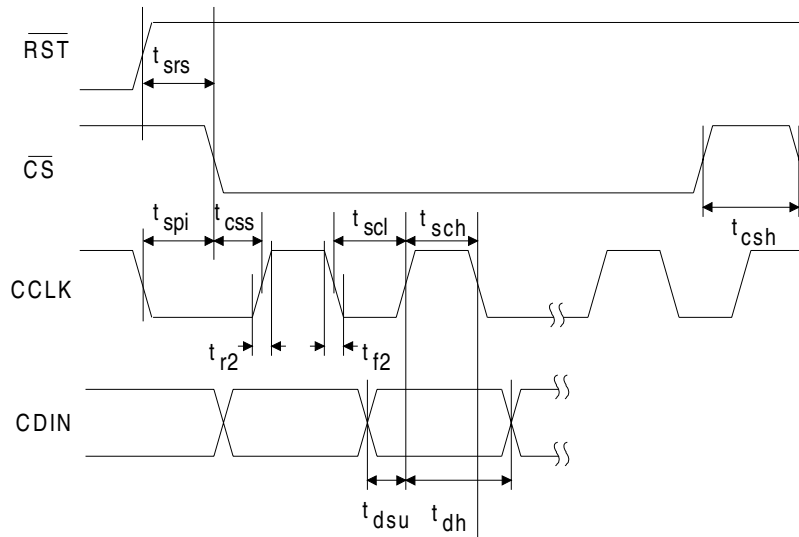 RST
t srs
CS
t spi
t css
t scl
t sch
t csh
CCLK
t r2
t f2
CDIN
t dsu
t dh